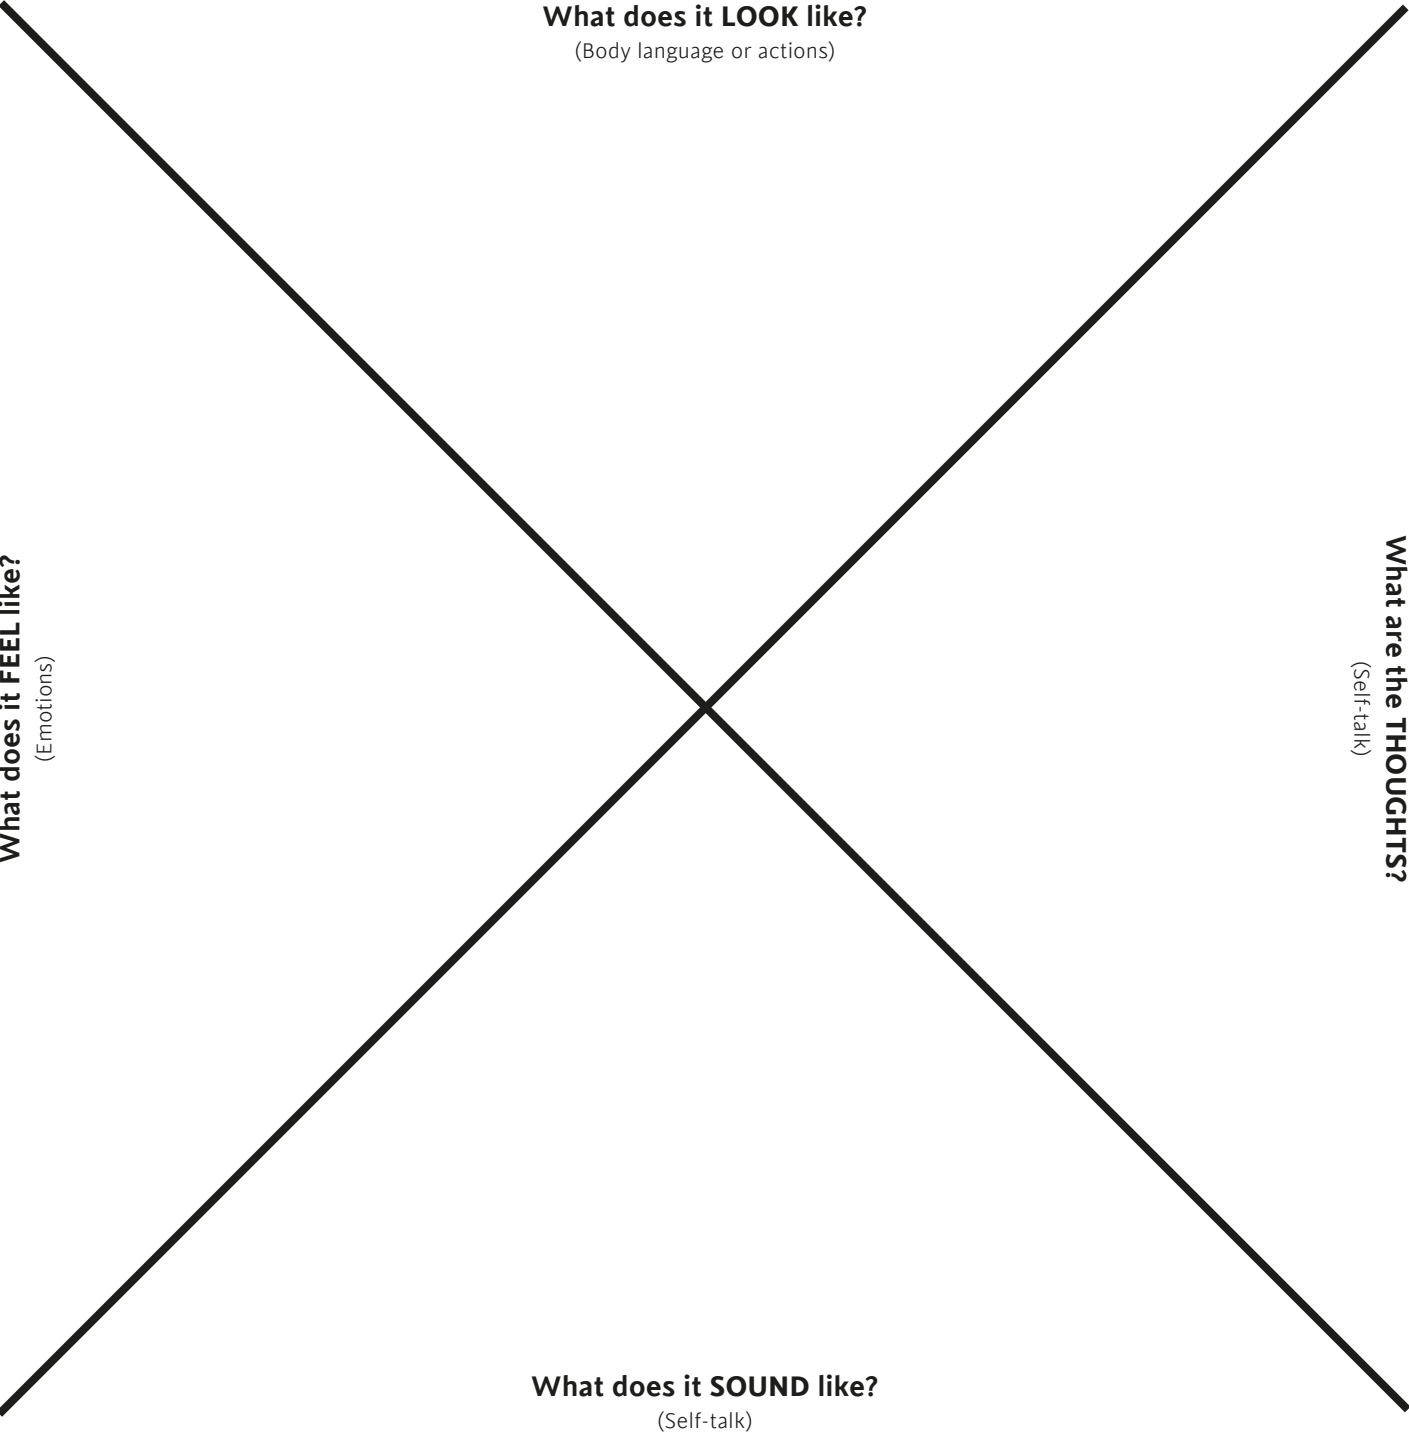 What does it LOOK like?
(Body language or actions)
What does it FEEL like?
(Emotions)
What are the THOUGHTS?
(Self-talk)
What does it SOUND like?
(Self-talk)